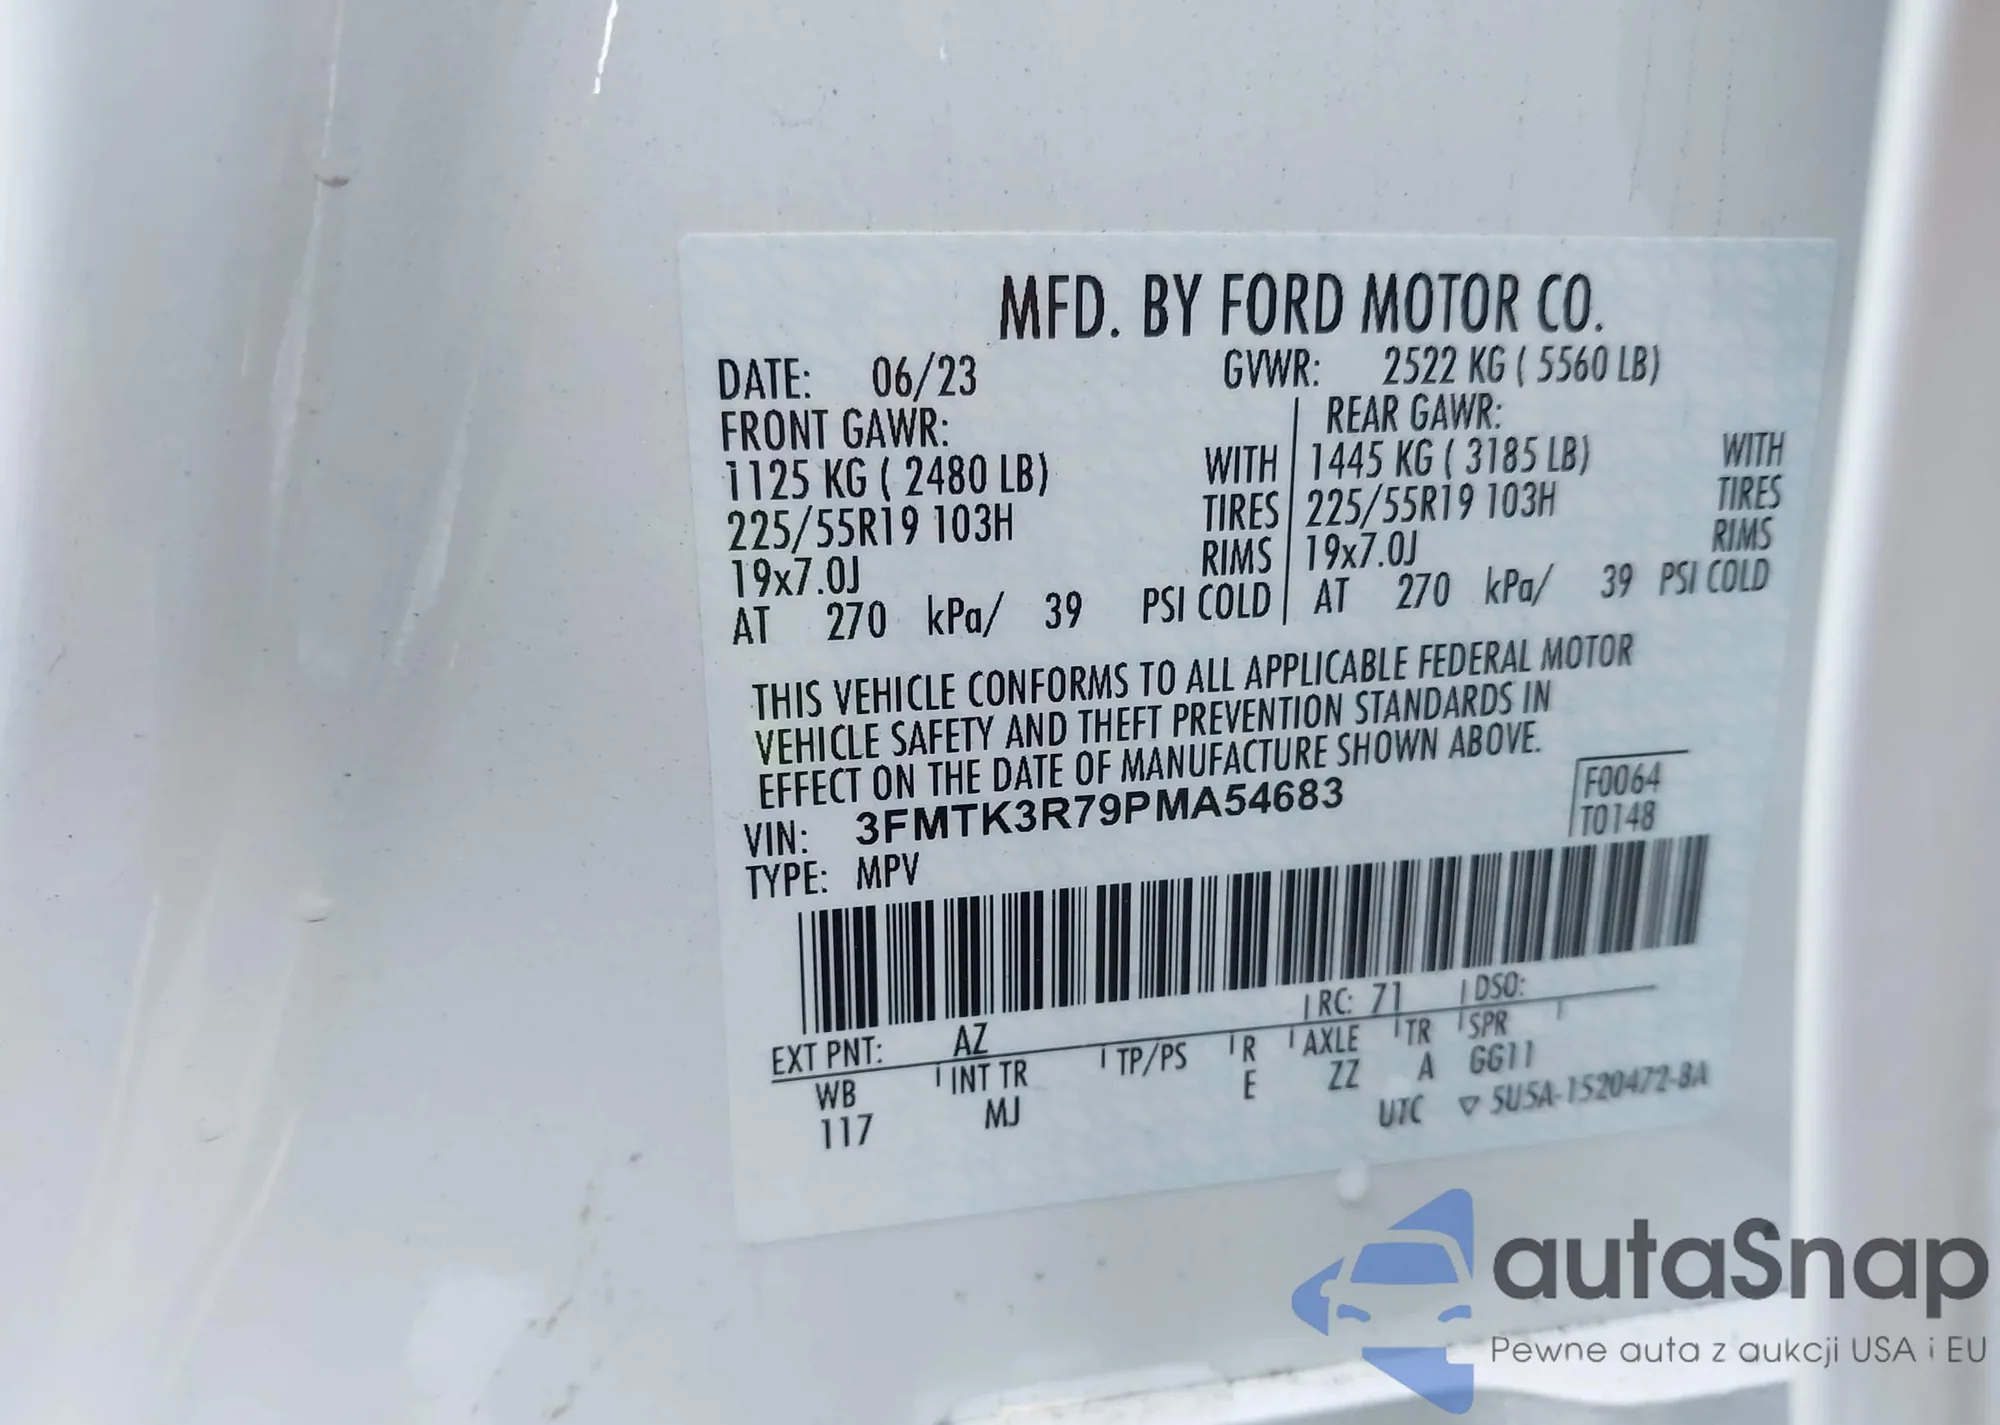 MFD. BY FORD MOTOR CO.
DATE: 06/23 GVWR: 2522 KG ( 5560 LB)
FRONT GAWR: REAR GAWR:
1125 KG ( 2480 LB) WITH 1445 KG ( 3185 LB) WITH
225/55R19 103H TIRES 225/55R19 103H TIRES
19x7.0J RIMS 19x7.0J RIMS
AT 270 kPa/ 39 PSI COLD AT 270 kPa/ 39 PSI COLD
THIS VEHICLE CONFORMS TO ALL APPLICABLE FEDERAL MOTOR
VEHICLE SAFETY AND THEFT PREVENTION STANDARDS IN
EFFECT ON THE DATE OF MANUFACTURE SHOWN ABOVE.
VIN: 3FMTK3R79PMA54683 F0064
TYPE: MPV T0148
EXT PNT: AZ RC: 71 DSO:
WB INT TR TP/PS R AXLE TR SPR
117 MJ E ZZ A GG11
UTC ▽ 5U5A-1520472-BA
autaSnap
Pewne auta z aukcji USA i EU